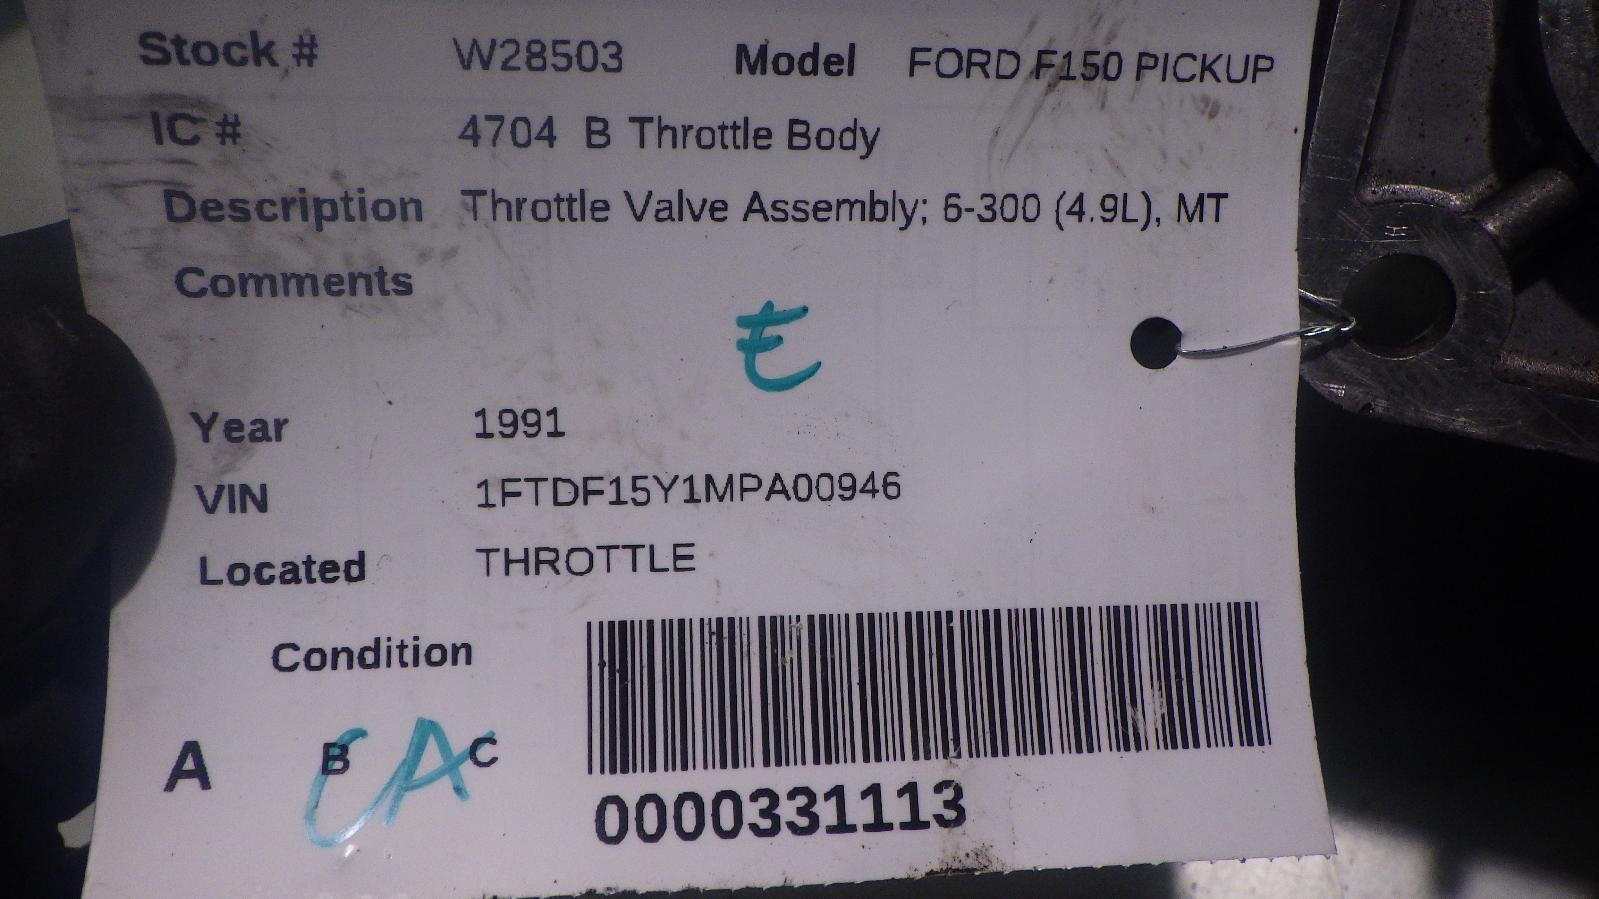 Stock # W28503 Model FORD F150 PICKUP
IC # 4704 B Throttle Body
Description Throttle Valve Assembly; 6-300 (4.9L), MT
Comments
E
Year 1991
VIN 1FTDF15Y1MPA00946
Located THROTTLE
Condition
A B C
CA
0000331113
H